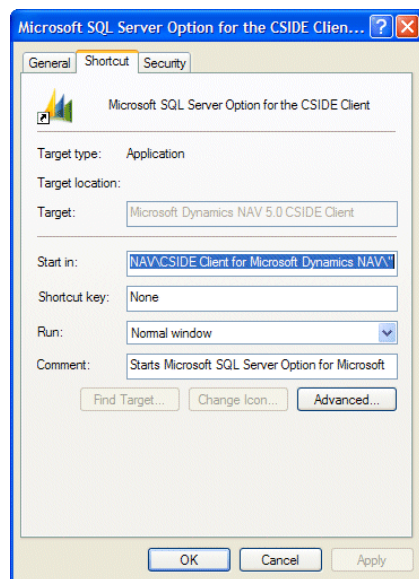 Microsoft SQL Server Option for the CSIDE Clien...
General Shortcut Security
Microsoft SQL Server Option for the CSIDE Client
Target type: Application
Target location:
Target: Microsoft Dynamics NAV 5.0 CSIDE Client
Start in: NAV\CSIDE Client for Microsoft Dynamics NAV\"
Shortcut key: None
Run: Normal window
Comment: Starts Microsoft SQL Server Option for Microsoft
Find Target... Change Icon... Advanced...
OK Cancel Apply